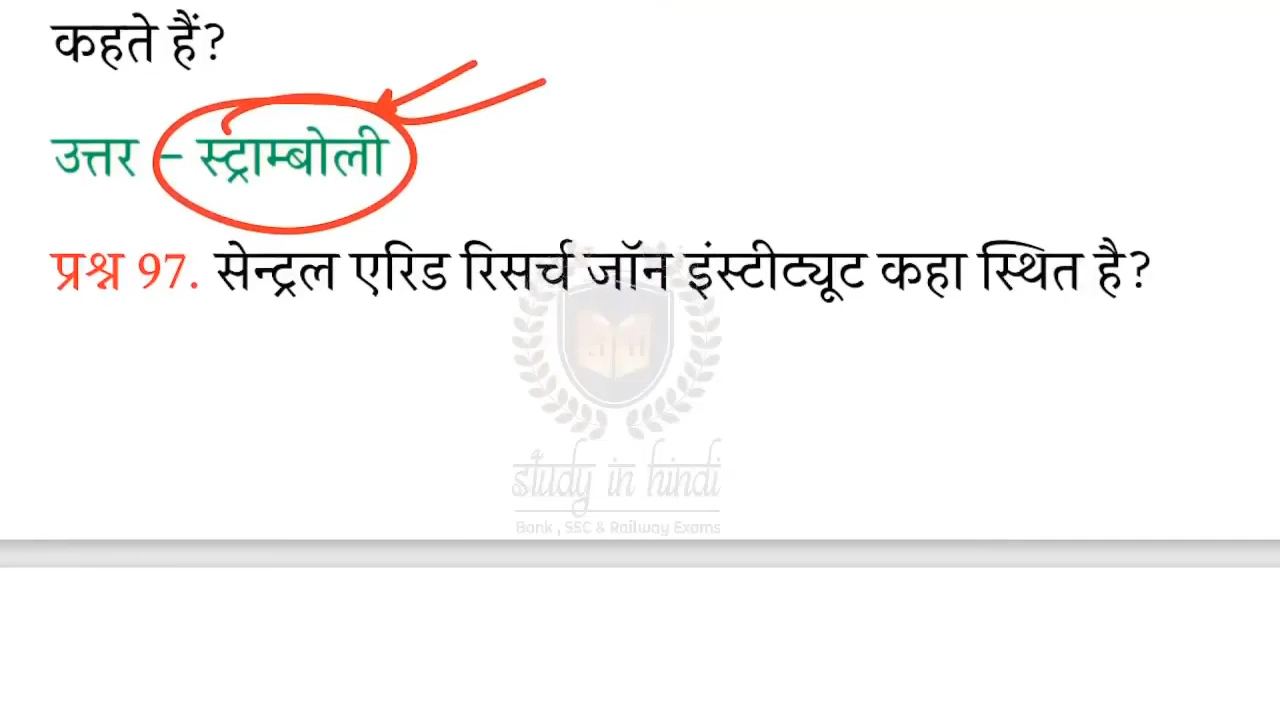 कहते हैं?
उत्तर – स्ट्राम्बोली
प्रश्न 97. सेन्ट्रल एरिड रिसर्च जॉन इंस्टीट्यूट कहा स्थित है?
study in hindi
Bank , SSC & Railway Exams